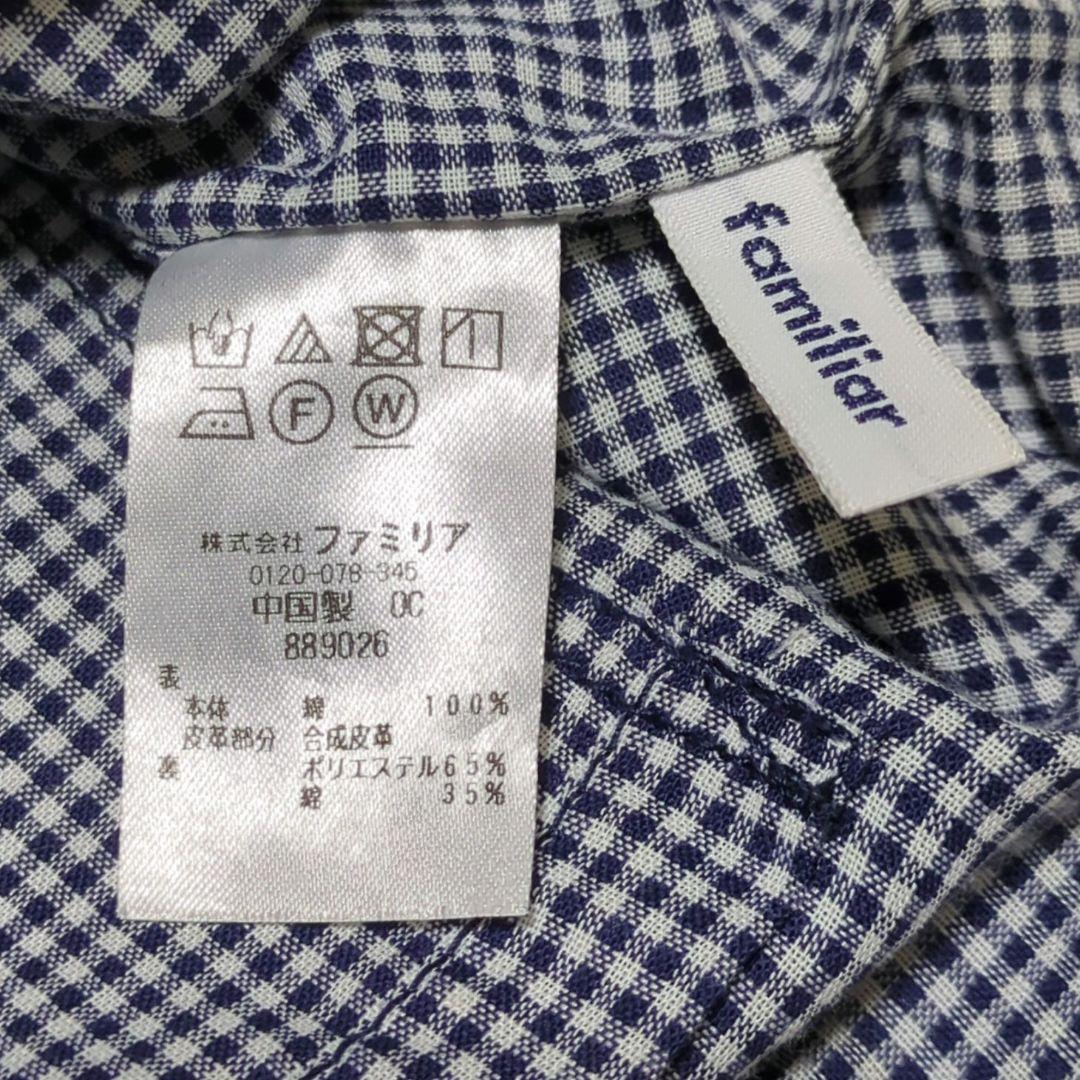 familiar
F
W
株式会社 ファミリア
0120-078-345
中国製 OC
889026
表
本体 綿 100%
皮革部分 合成皮革
裏 ポリエステル65%
綿 35%